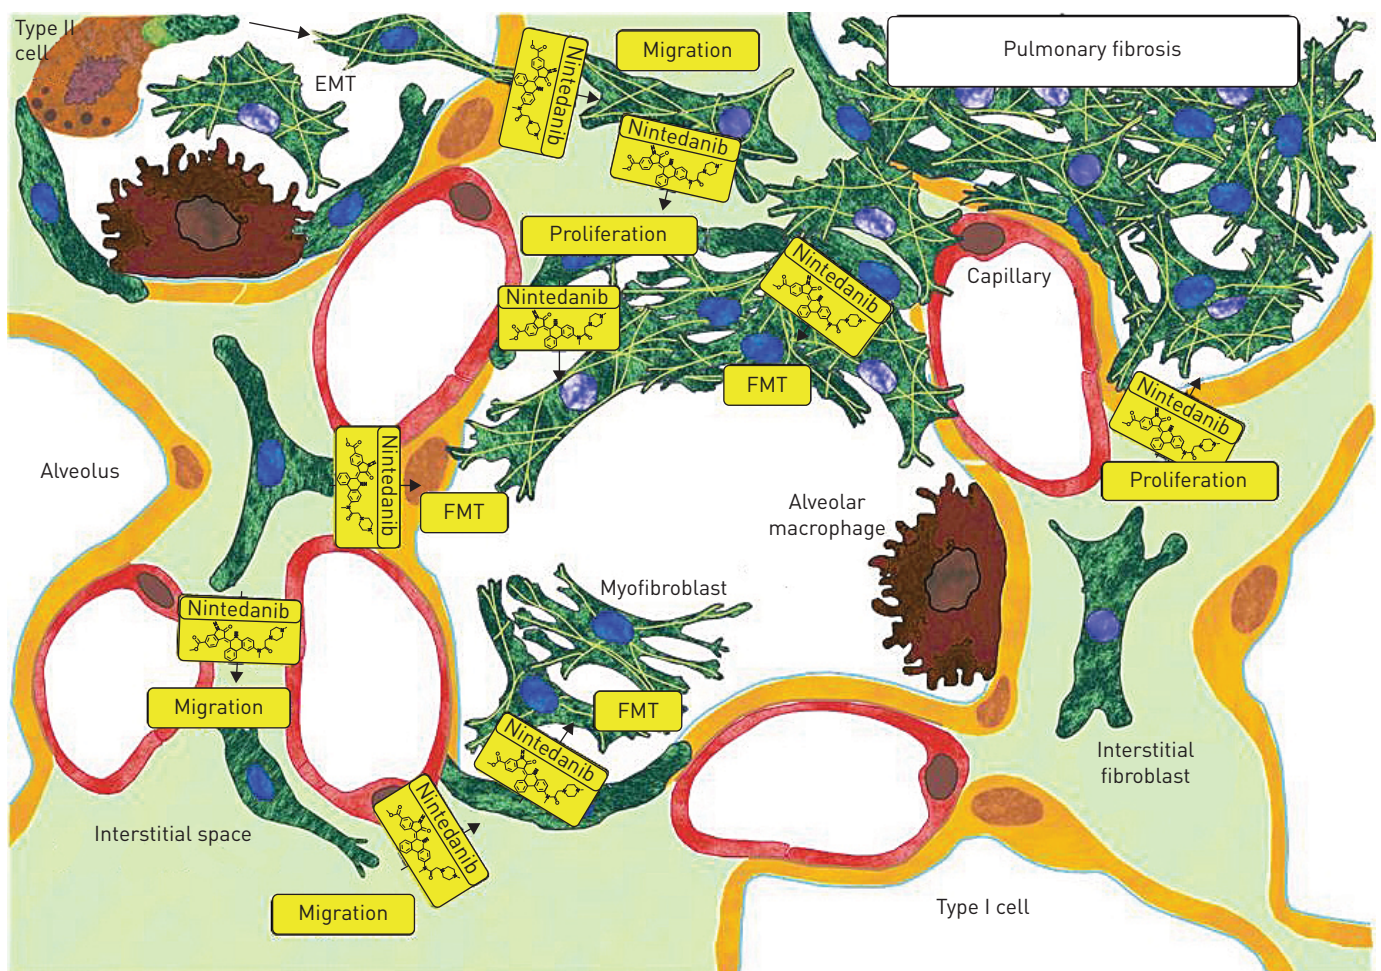 Type II
cell
EMT
Nintedanib
Migration
Pulmonary fibrosis
Nintedanib
Proliferation
Nintedanib
Nintedanib
Capillary
FMT
Nintedanib
Proliferation
Alveolus
Nintedanib
FMT
Alveolar
macrophage
Myofibroblast
Nintedanib
Migration
FMT
Nintedanib
Interstitial
fibroblast
Interstitial space
Nintedanib
Migration
Type I cell